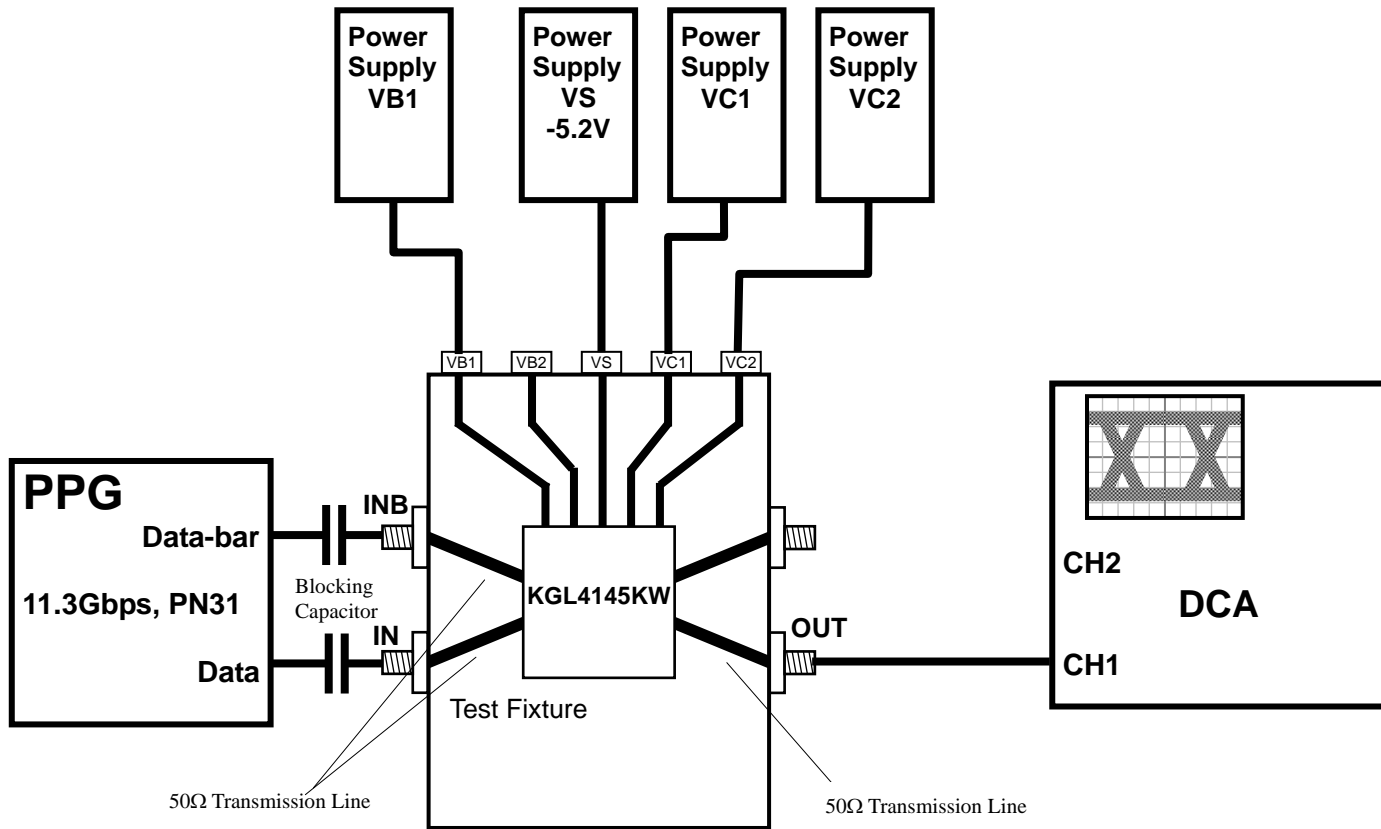 Power
Supply
VB1
Power
Supply
VS
-5.2V
Power
Supply
VC1
Power
Supply
VC2
VB1
VB2
VS
VC1
VC2
PPG
Data-bar
11.3Gbps, PN31
Data
INB
Blocking
Capacitor
IN
KGL4145KW
Test Fixture
OUT
CH2
DCA
CH1
50Ω Transmission Line
50Ω Transmission Line